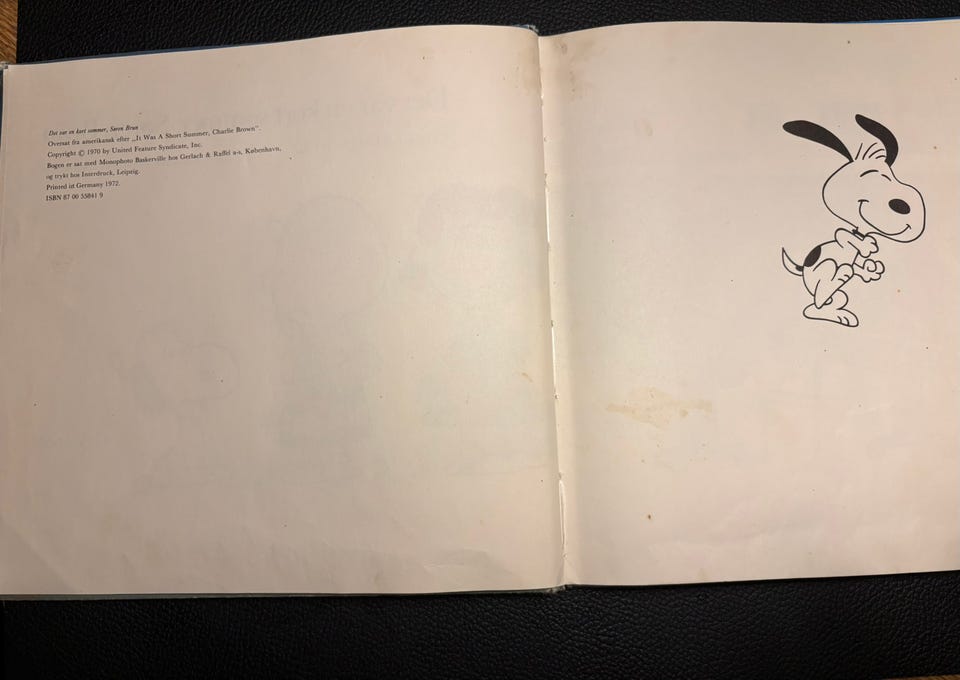 Det var en kort sommer, Søren Brun
Oversat fra amerikansk efter „It Was A Short Summer, Charlie Brown”.
Copyright © 1970 by United Feature Syndicate, Inc.
Bogen er sat med Monophoto Baskerville hos Gerlach & Raffel a-s, København,
og trykt hos Interdruck, Leipzig.
Printed in Germany 1972.
ISBN 87 00 55841 9